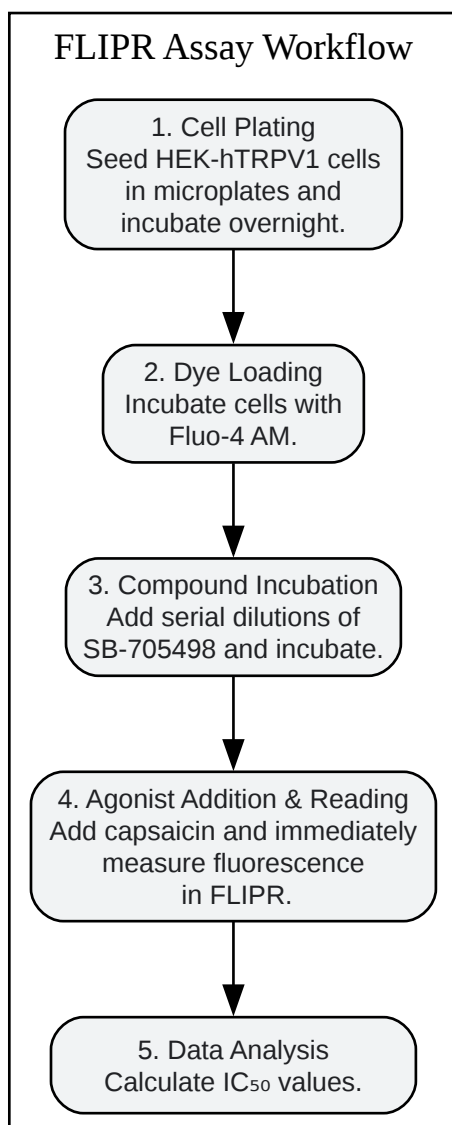 FLIPR Assay Workflow
1. Cell Plating
Seed HEK-hTRPV1 cells
in microplates and
incubate overnight.
2. Dye Loading
Incubate cells with
Fluo-4 AM.
3. Compound Incubation
Add serial dilutions of
SB-705498 and incubate.
4. Agonist Addition & Reading
Add capsaicin and immediately
measure fluorescence
in FLIPR.
5. Data Analysis
Calculate IC₅₀ values.